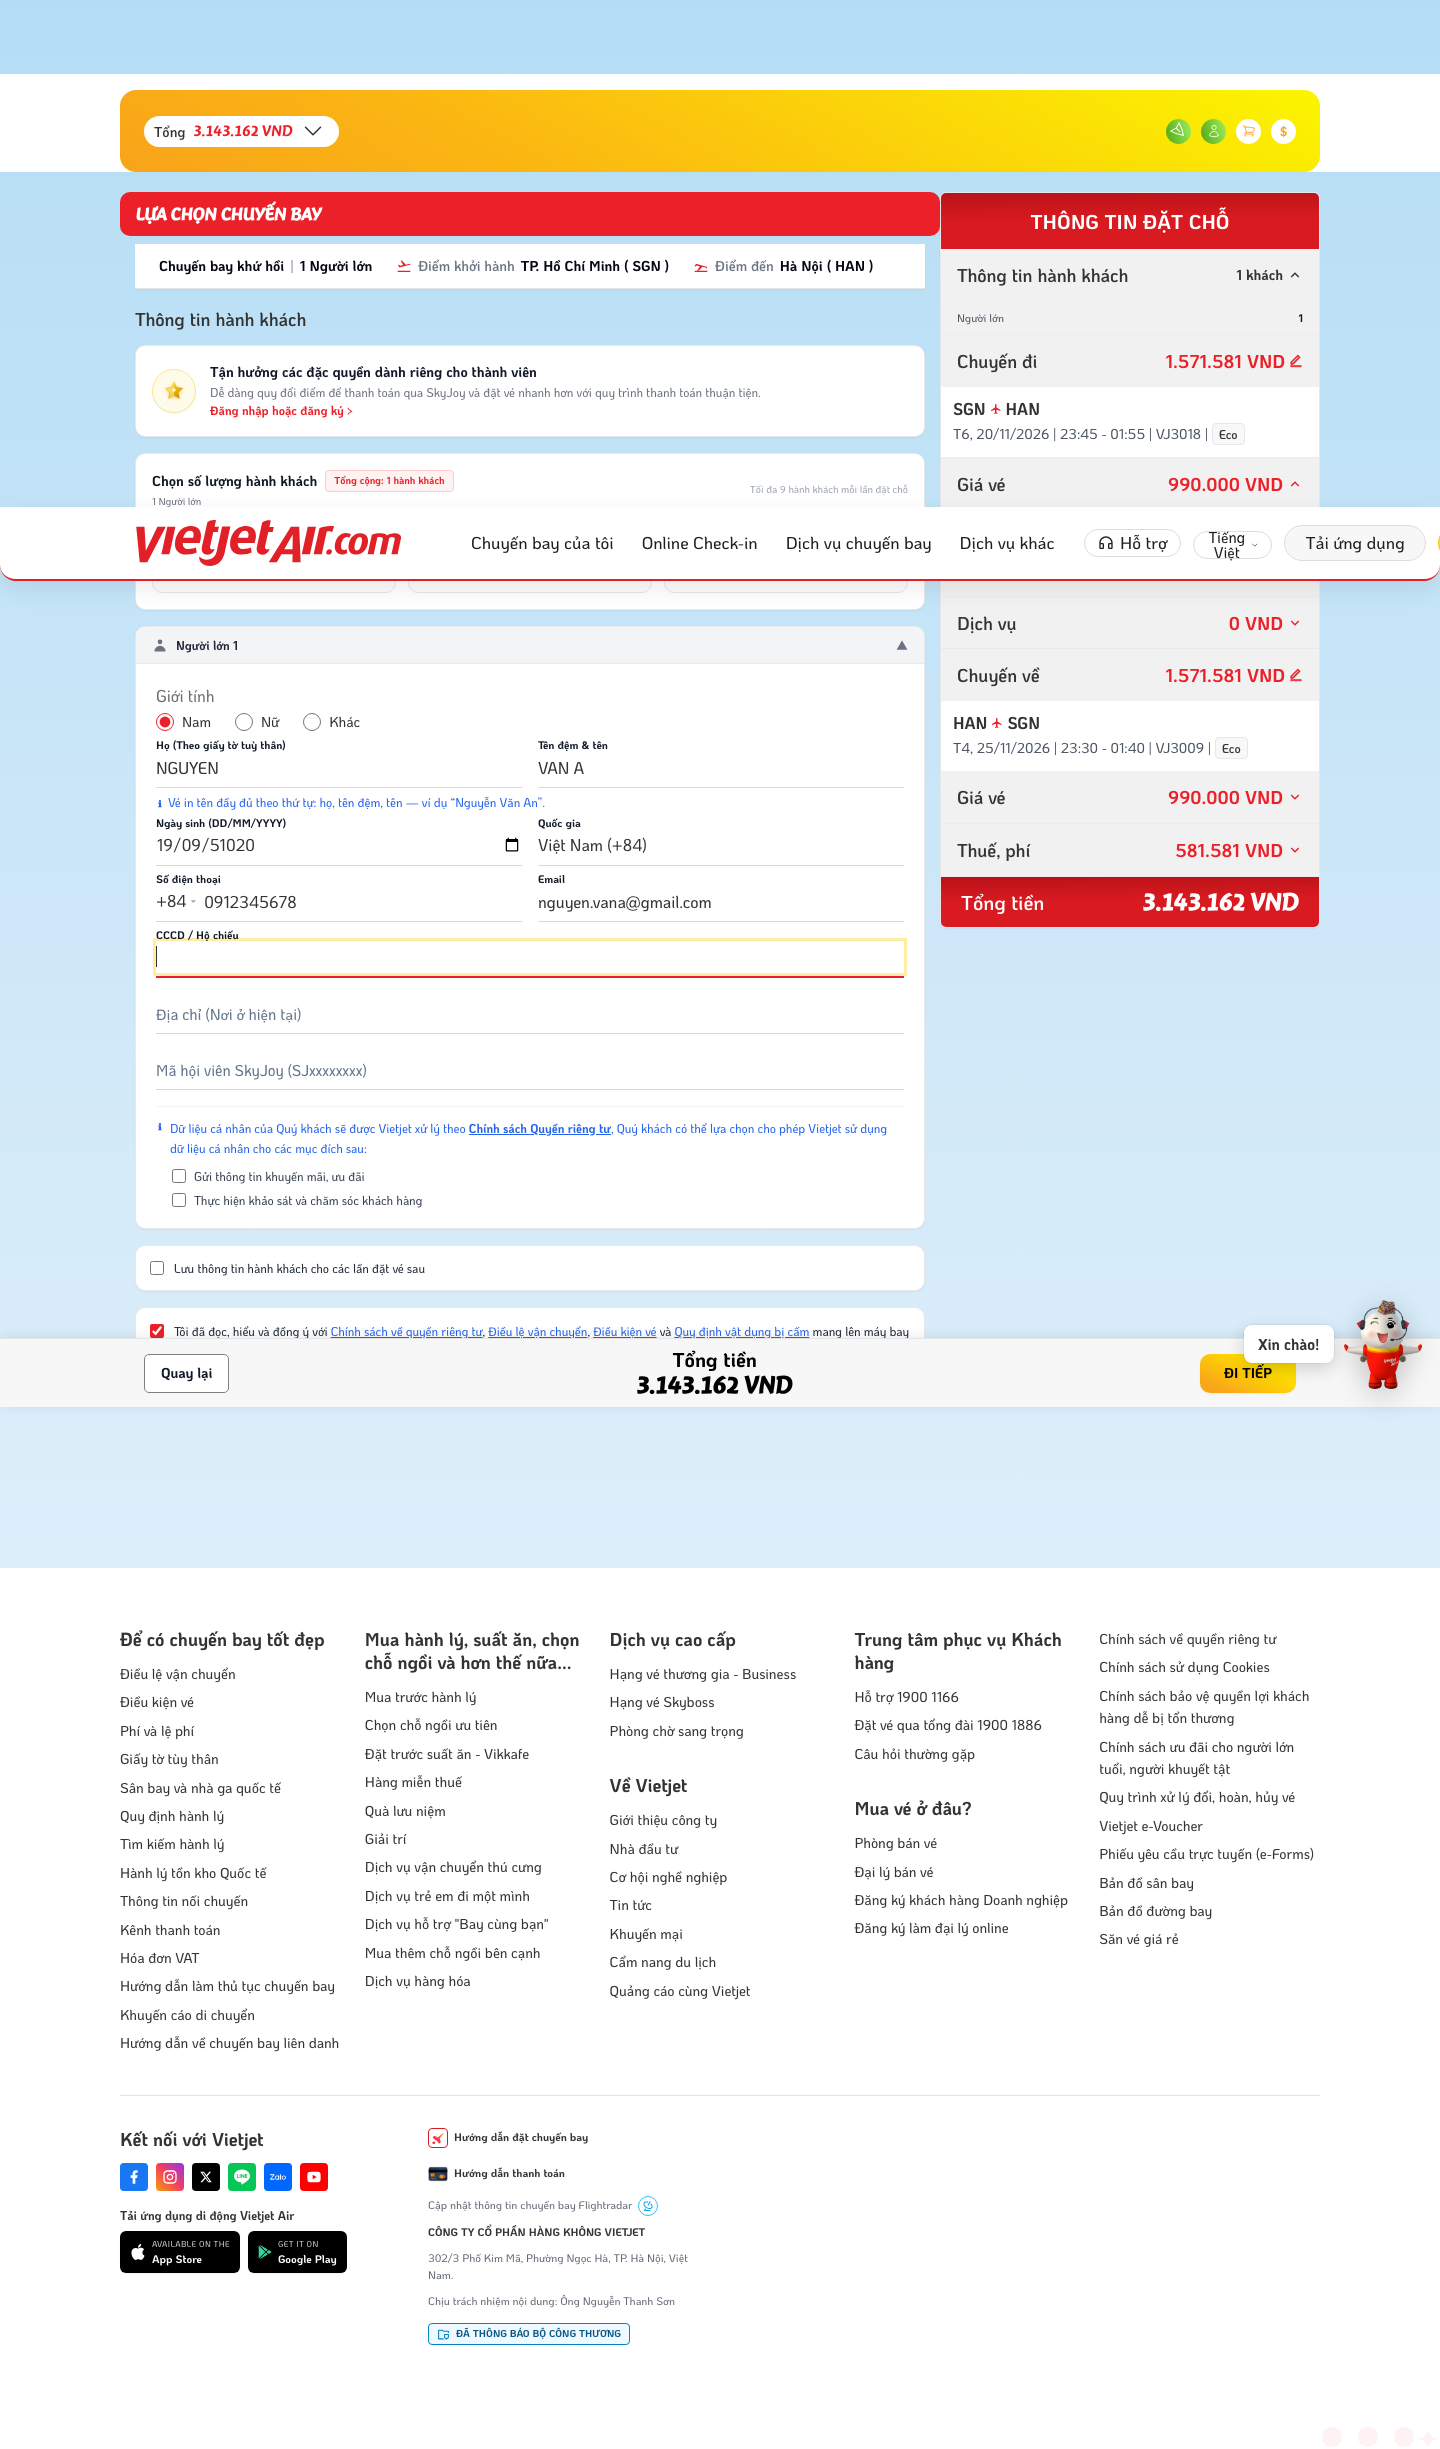 Tổng 3.143.162 VND
$
LỰA CHỌN CHUYẾN BAY
Chuyến bay khứ hồi | 1 Người lớn Điểm khởi hành TP. Hồ Chí Minh ( SGN ) Điểm đến Hà Nội ( HAN )
Thông tin hành khách
Tận hưởng các đặc quyền dành riêng cho thành viên
Dễ dàng quy đổi điểm để thanh toán qua SkyJoy và đặt vé nhanh hơn với quy trình thanh toán thuận tiện.
Đăng nhập hoặc đăng ký >
Chọn số lượng hành khách Tổng cộng: 1 hành khách
1 Người lớn
Tối đa 9 hành khách mỗi lần đặt chỗ
THÔNG TIN ĐẶT CHỖ
Thông tin hành khách 1 khách
Người lớn 1
Chuyến đi 1.571.581 VND
SGN HAN
T6, 20/11/2026 | 23:45 - 01:55 | VJ3018 | Eco
Giá vé 990.000 VND
vietjetAir.com
Chuyến bay của tôi
Online Check-in
Dịch vụ chuyến bay
Dịch vụ khác
Hỗ trợ
Tiếng
Việt
Tải ứng dụng
Dịch vụ 0 VND
Chuyến về 1.571.581 VND
HAN SGN
T4, 25/11/2026 | 23:30 - 01:40 | VJ3009 | Eco
Giá vé 990.000 VND
Thuế, phí 581.581 VND
Tổng tiền 3.143.162 VND
Người lớn 1
Giới tính
Nam Nữ Khác
Họ (Theo giấy tờ tuỳ thân) Tên đệm & tên
NGUYEN VAN A
Vé in tên đầy đủ theo thứ tự: họ, tên đệm, tên — ví dụ “Nguyễn Văn An”.
Ngày sinh (DD/MM/YYYY) Quốc gia
19/09/51020 Việt Nam (+84)
Số điện thoại Email
+84 0912345678 nguyen.vana@gmail.com
CCCD / Hộ chiếu
Địa chỉ (Nơi ở hiện tại)
Mã hội viên SkyJoy (SJxxxxxxxx)
Dữ liệu cá nhân của Quý khách sẽ được Vietjet xử lý theo Chính sách Quyền riêng tư, Quý khách có thể lựa chọn cho phép Vietjet sử dụng
dữ liệu cá nhân cho các mục đích sau:
Gửi thông tin khuyến mãi, ưu đãi
Thực hiện khảo sát và chăm sóc khách hàng
Lưu thông tin hành khách cho các lần đặt vé sau
Tôi đã đọc, hiểu và đồng ý với Chính sách về quyền riêng tư, Điều lệ vận chuyển, Điều kiện vé và Quy định vật dụng bị cấm mang lên máy bay
Quay lại
Tổng tiền
3.143.162 VND
ĐI TIẾP
Xin chào!
Để có chuyến bay tốt đẹp
Điều lệ vận chuyển
Điều kiện vé
Phí và lệ phí
Giấy tờ tùy thân
Sân bay và nhà ga quốc tế
Quy định hành lý
Tìm kiếm hành lý
Hành lý tồn kho Quốc tế
Thông tin nối chuyến
Kênh thanh toán
Hóa đơn VAT
Hướng dẫn làm thủ tục chuyến bay
Khuyến cáo di chuyển
Hướng dẫn về chuyến bay liên danh
Mua hành lý, suất ăn, chọn
chỗ ngồi và hơn thế nữa...
Mua trước hành lý
Chọn chỗ ngồi ưu tiên
Đặt trước suất ăn - Vikkafe
Hàng miễn thuế
Quà lưu niệm
Giải trí
Dịch vụ vận chuyển thú cưng
Dịch vụ trẻ em đi một mình
Dịch vụ hỗ trợ "Bay cùng bạn"
Mua thêm chỗ ngồi bên cạnh
Dịch vụ hàng hóa
Dịch vụ cao cấp
Hạng vé thương gia - Business
Hạng vé Skyboss
Phòng chờ sang trọng
Về Vietjet
Giới thiệu công ty
Nhà đầu tư
Cơ hội nghề nghiệp
Tin tức
Khuyến mại
Cẩm nang du lịch
Quảng cáo cùng Vietjet
Trung tâm phục vụ Khách
hàng
Hỗ trợ 1900 1166
Đặt vé qua tổng đài 1900 1886
Câu hỏi thường gặp
Mua vé ở đâu?
Phòng bán vé
Đại lý bán vé
Đăng ký khách hàng Doanh nghiệp
Đăng ký làm đại lý online
Chính sách về quyền riêng tư
Chính sách sử dụng Cookies
Chính sách bảo vệ quyền lợi khách
hàng dễ bị tổn thương
Chính sách ưu đãi cho người lớn
tuổi, người khuyết tật
Quy trình xử lý đổi, hoàn, hủy vé
Vietjet e-Voucher
Phiếu yêu cầu trực tuyến (e-Forms)
Bản đồ sân bay
Bản đồ đường bay
Săn vé giá rẻ
Kết nối với Vietjet
Zalo
Tải ứng dụng di động Vietjet Air
AVAILABLE ON THE
App Store
GET IT ON
Google Play
Hướng dẫn đặt chuyến bay
Hướng dẫn thanh toán
Cập nhật thông tin chuyến bay Flightradar
CÔNG TY CỔ PHẦN HÀNG KHÔNG VIETJET
302/3 Phố Kim Mã, Phường Ngọc Hà, TP. Hà Nội, Việt
Nam.
Chịu trách nhiệm nội dung: Ông Nguyễn Thanh Sơn
ĐÃ THÔNG BÁO BỘ CÔNG THƯƠNG